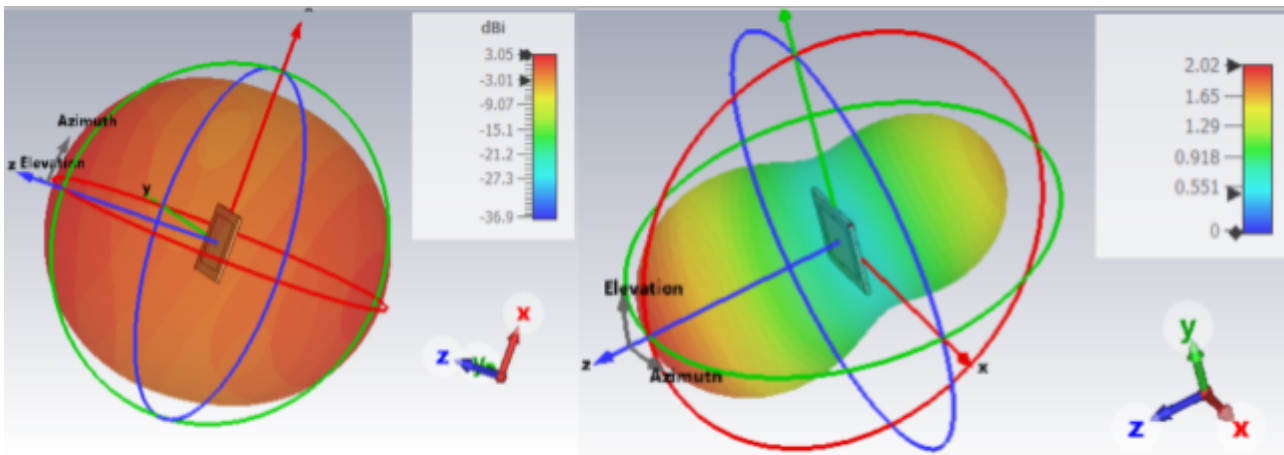 dBi
3.05
-3.01
-9.07
-15.1
-21.2
-27.3
-36.9
Azimuth
z Elevation
y
x
z
2.02
1.65
1.29
0.918
0.551
0
Elevation
z
Azimuth
x
y
z
x